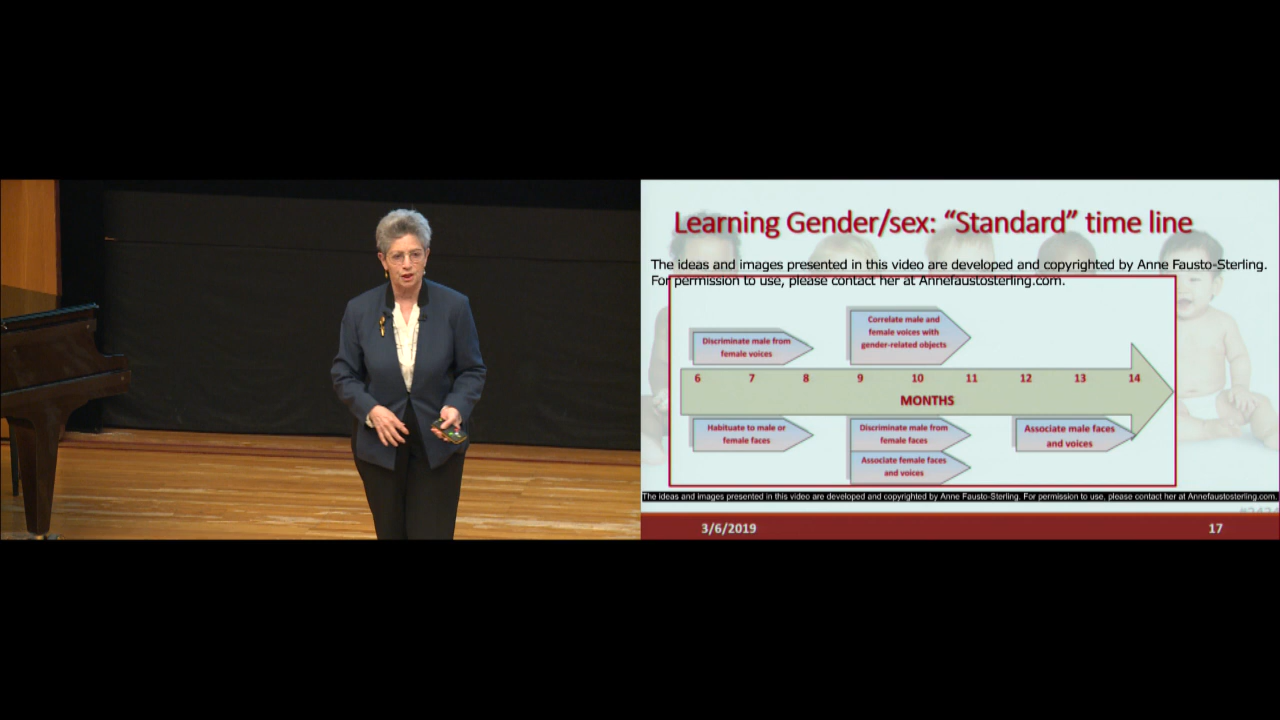 Learning Gender/sex: “Standard” time line
The ideas and images presented in this video are developed and copyrighted by Anne Fausto-Sterling.
For permission to use, please contact her at Annefaustosterling.com.
Discriminate male from
female voices
Correlate male and
female voices with
gender-related objects
6 7 8 9 10 11 12 13 14
MONTHS
Habituate to male or
female faces
Discriminate male from
female faces
Associate female faces
and voices
Associate male faces
and voices
The ideas and images presented in this video are developed and copyrighted by Anne Fausto-Sterling. For permission to use, please contact her at Annefaustosterling.com.
3/6/2019
17